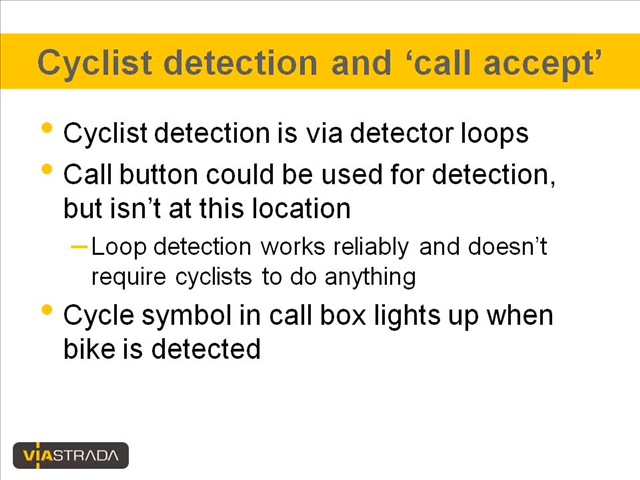 Cyclist detection and ‘call accept’
• Cyclist detection is via detector loops
• Call button could be used for detection,
but isn’t at this location
– Loop detection works reliably and doesn’t
require cyclists to do anything
• Cycle symbol in call box lights up when
bike is detected
VIASTRADA